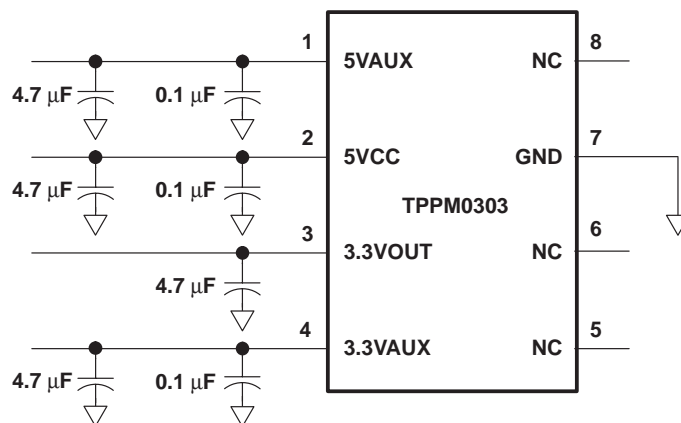 1 8
5VAUX NC
4.7 μF 0.1 μF
2 7
5VCC GND
4.7 μF 0.1 μF
TPPM0303
3 6
3.3VOUT NC
4.7 μF
4 5
3.3VAUX NC
4.7 μF 0.1 μF